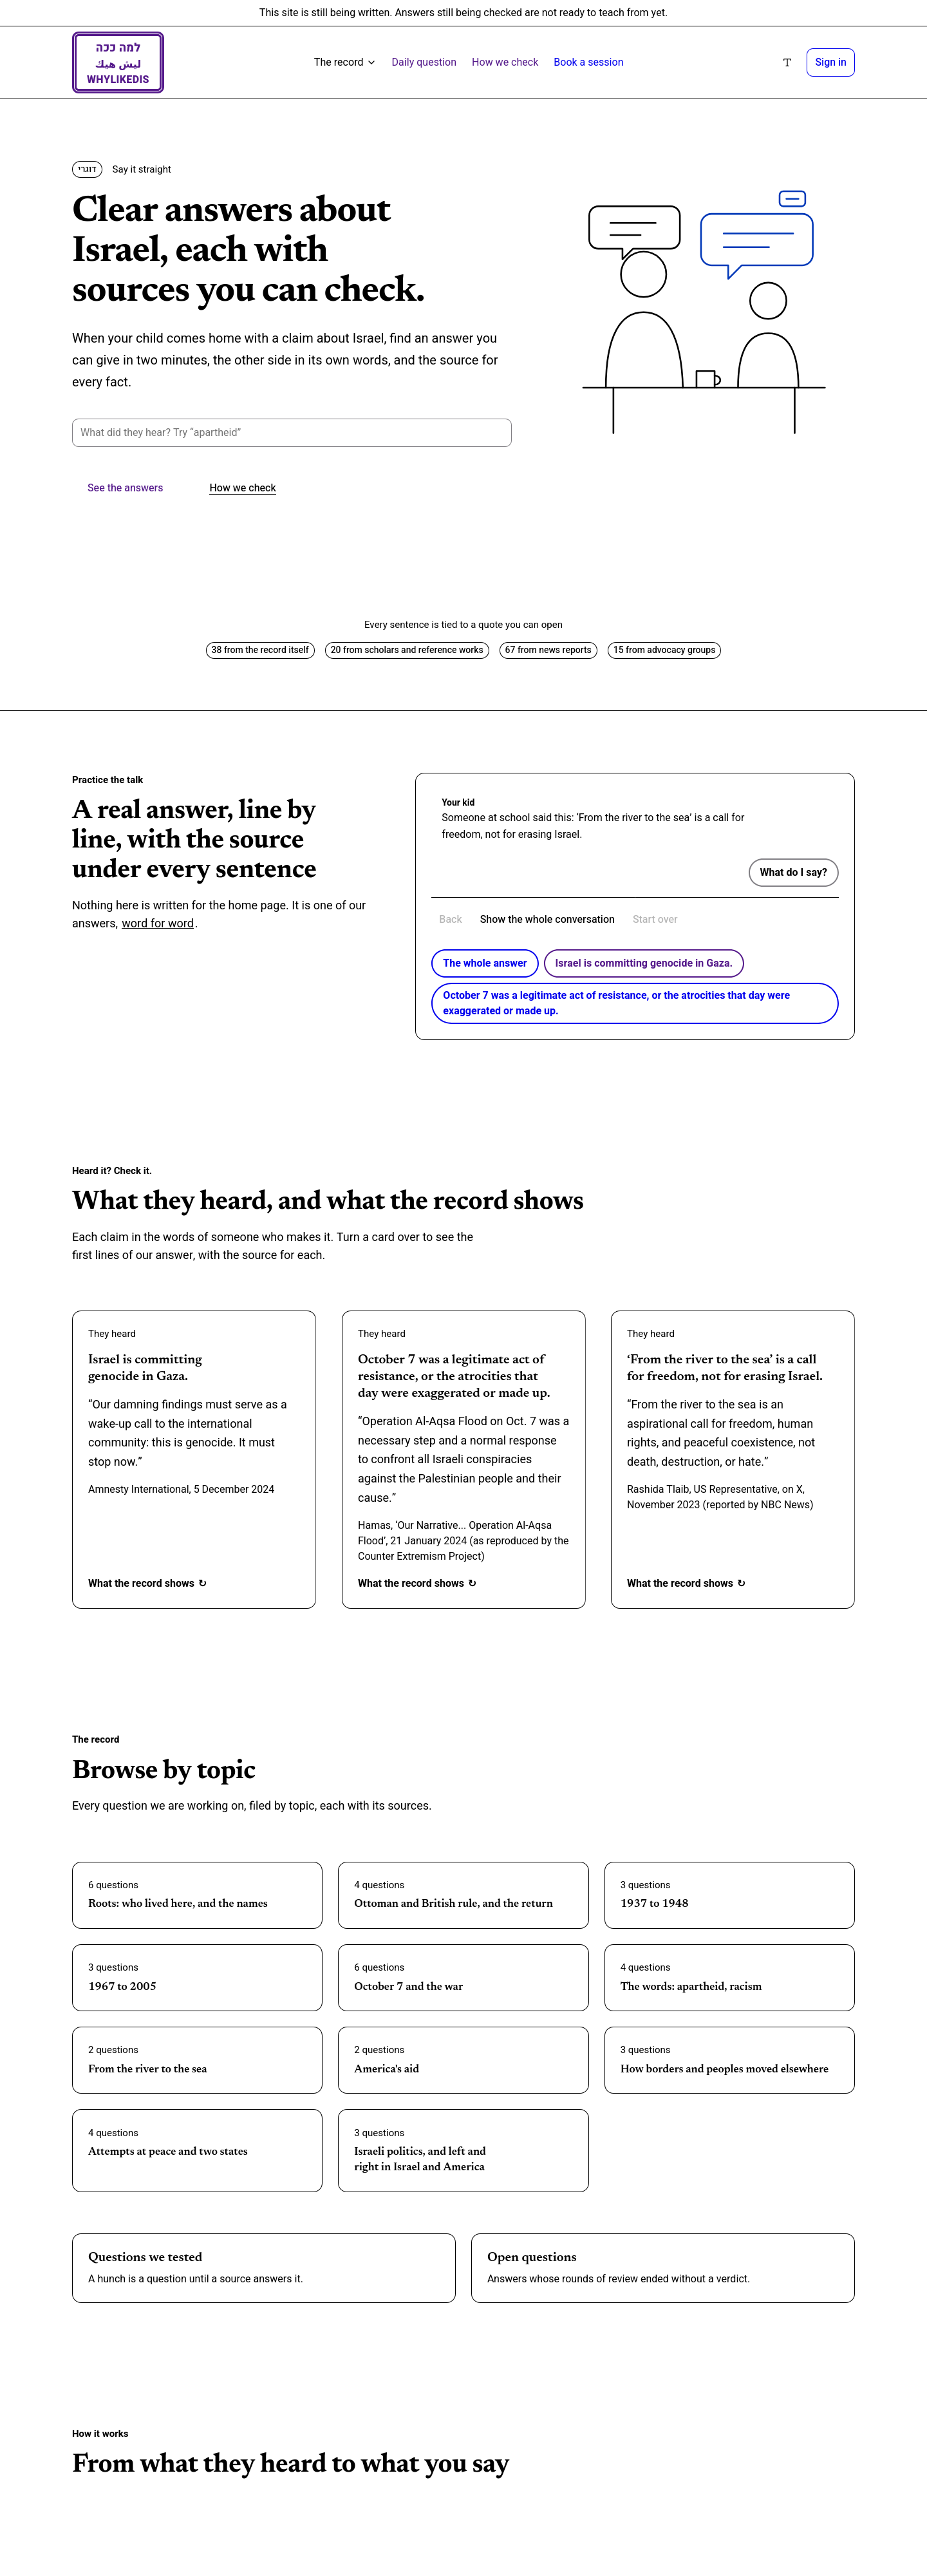 This site is still being written. Answers still being checked are not ready to teach from yet.
למה ככה
ليش هيك
WHYLIKEDIS
The record
Daily question
How we check
Book a session
T
Sign in
דוגרי
Say it straight
Clear answers about
Israel, each with
sources you can check.
When your child comes home with a claim about Israel, find an answer you
can give in two minutes, the other side in its own words, and the source for
every fact.
What did they hear? Try “apartheid”
See the answers
How we check
Every sentence is tied to a quote you can open
38 from the record itself
20 from scholars and reference works
67 from news reports
15 from advocacy groups
Practice the talk
A real answer, line by
line, with the source
under every sentence
Nothing here is written for the home page. It is one of our
answers, word for word.
Your kid
Someone at school said this: ‘From the river to the sea’ is a call for
freedom, not for erasing Israel.
What do I say?
Back
Show the whole conversation
Start over
The whole answer
Israel is committing genocide in Gaza.
October 7 was a legitimate act of resistance, or the atrocities that day were
exaggerated or made up.
Heard it? Check it.
What they heard, and what the record shows
Each claim in the words of someone who makes it. Turn a card over to see the
first lines of our answer, with the source for each.
They heard
Israel is committing
genocide in Gaza.
“Our damning findings must serve as a
wake-up call to the international
community: this is genocide. It must
stop now.”
Amnesty International, 5 December 2024
What the record shows ↻
They heard
October 7 was a legitimate act of
resistance, or the atrocities that
day were exaggerated or made up.
“Operation Al-Aqsa Flood on Oct. 7 was a
necessary step and a normal response
to confront all Israeli conspiracies
against the Palestinian people and their
cause.”
Hamas, ‘Our Narrative... Operation Al-Aqsa
Flood’, 21 January 2024 (as reproduced by the
Counter Extremism Project)
What the record shows ↻
They heard
‘From the river to the sea’ is a call
for freedom, not for erasing Israel.
“From the river to the sea is an
aspirational call for freedom, human
rights, and peaceful coexistence, not
death, destruction, or hate.”
Rashida Tlaib, US Representative, on X,
November 2023 (reported by NBC News)
What the record shows ↻
The record
Browse by topic
Every question we are working on, filed by topic, each with its sources.
6 questions
Roots: who lived here, and the names
4 questions
Ottoman and British rule, and the return
3 questions
1937 to 1948
3 questions
1967 to 2005
6 questions
October 7 and the war
4 questions
The words: apartheid, racism
2 questions
From the river to the sea
2 questions
America's aid
3 questions
How borders and peoples moved elsewhere
4 questions
Attempts at peace and two states
3 questions
Israeli politics, and left and
right in Israel and America
Questions we tested
A hunch is a question until a source answers it.
Open questions
Answers whose rounds of review ended without a verdict.
How it works
From what they heard to what you say